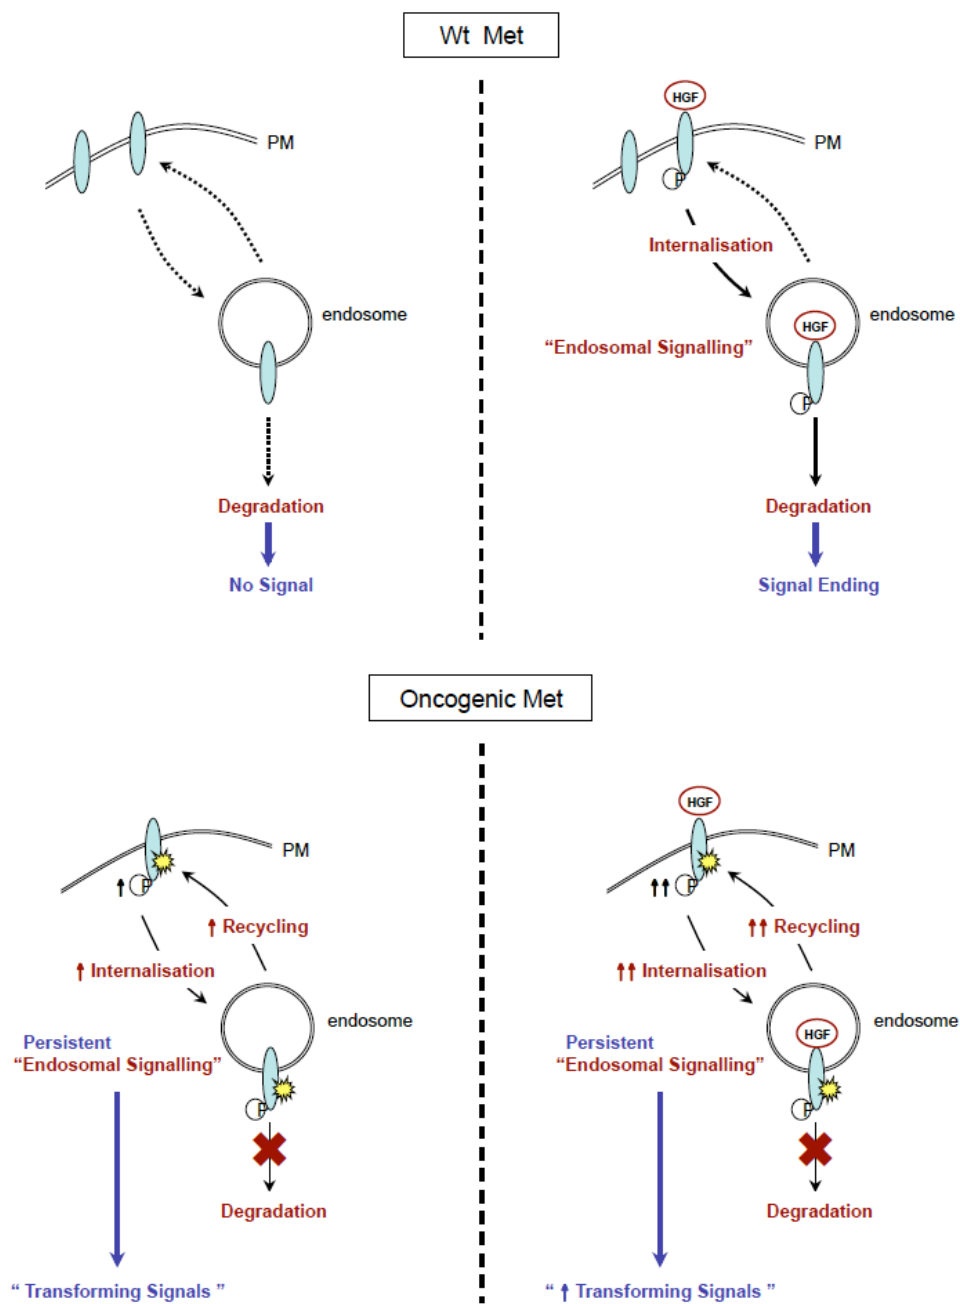 Wt Met
PM
endosome
Degradation
No Signal
HGF
PM
P
Internalisation
endosome
HGF
“Endosomal Signalling”
P
Degradation
Signal Ending
Oncogenic Met
PM
P
Recycling
Internalisation
endosome
Persistent
“Endosomal Signalling”
P
Degradation
“ Transforming Signals ”
HGF
PM
P
Recycling
Internalisation
endosome
HGF
Persistent
“Endosomal Signalling”
P
Degradation
“ Transforming Signals ”